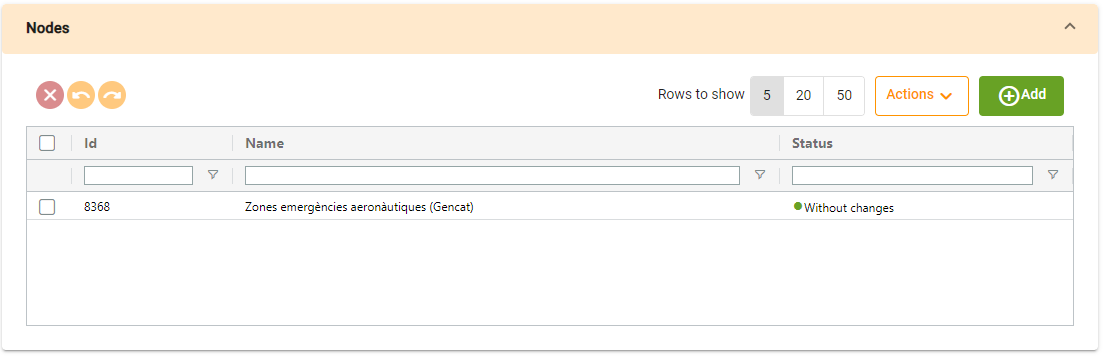 Nodes
Rows to show 5 20 50 Actions Add
Id Name Status
8368 Zones emergències aeronàutiques (Gencat) Without changes